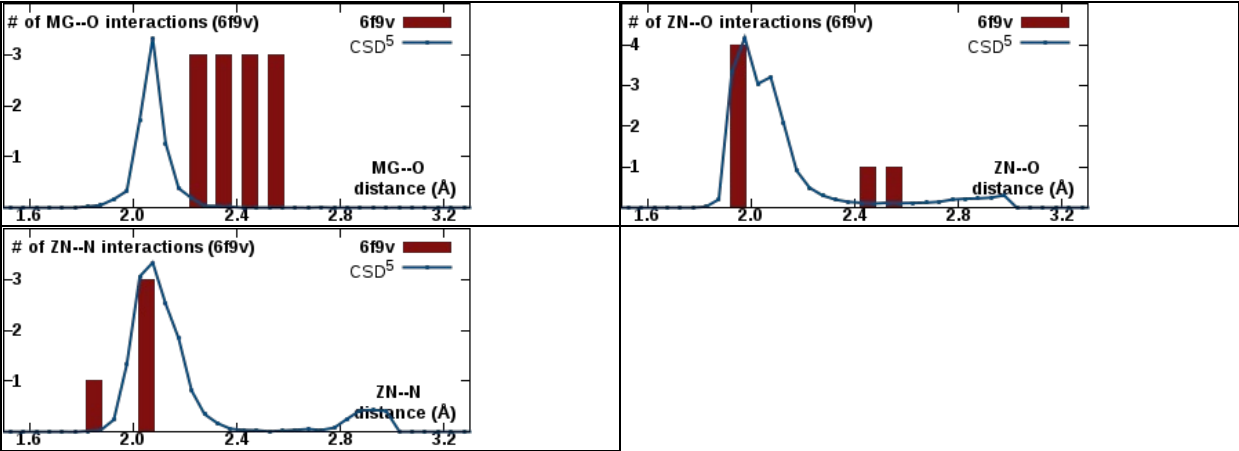 # of MG--O interactions (6f9v)
6f9v
CSD5
3
2
1
MG--O
distance (Å)
1.6 2.0 2.4 2.8 3.2
# of ZN--O interactions (6f9v)
6f9v
CSD5
4
3
2
1
ZN--O
distance (Å)
1.6 2.0 2.4 2.8 3.2
# of ZN--N interactions (6f9v)
6f9v
CSD5
3
2
1
ZN--N
distance (Å)
1.6 2.0 2.4 2.8 3.2